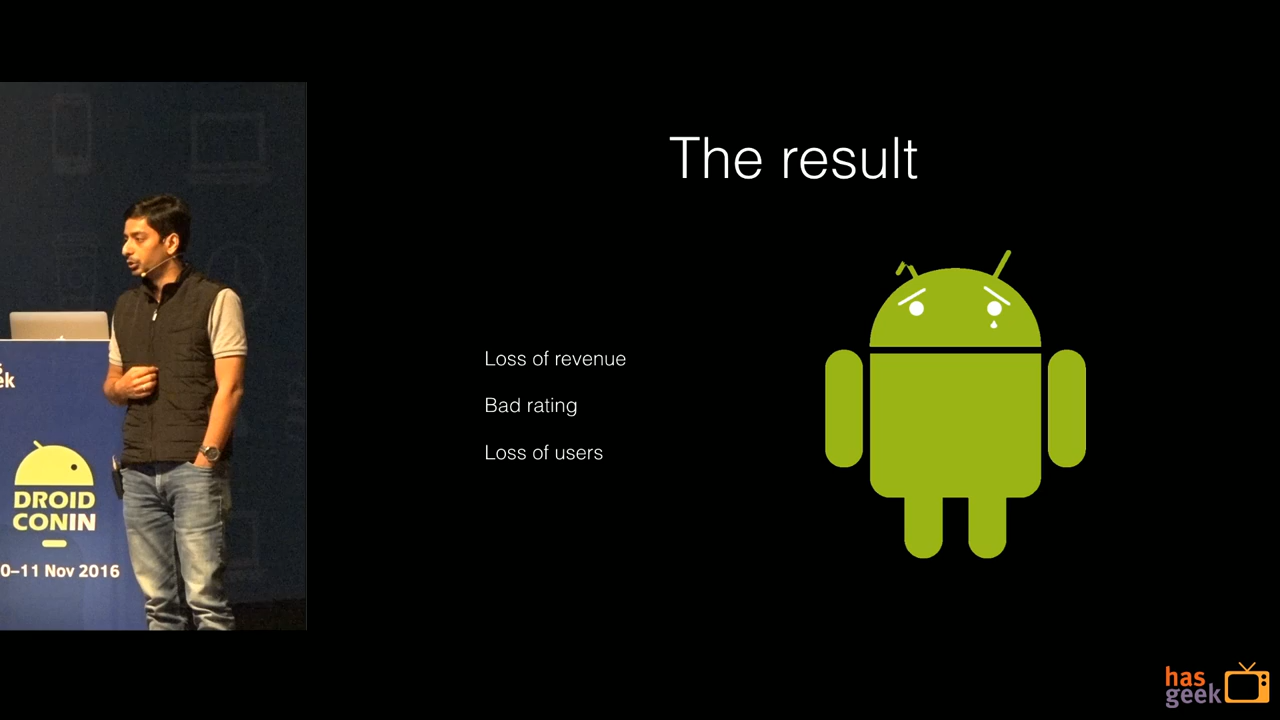 The result
Loss of revenue
Bad rating
Loss of users
DROID
CONIN
0–11 Nov 2016
has
geek